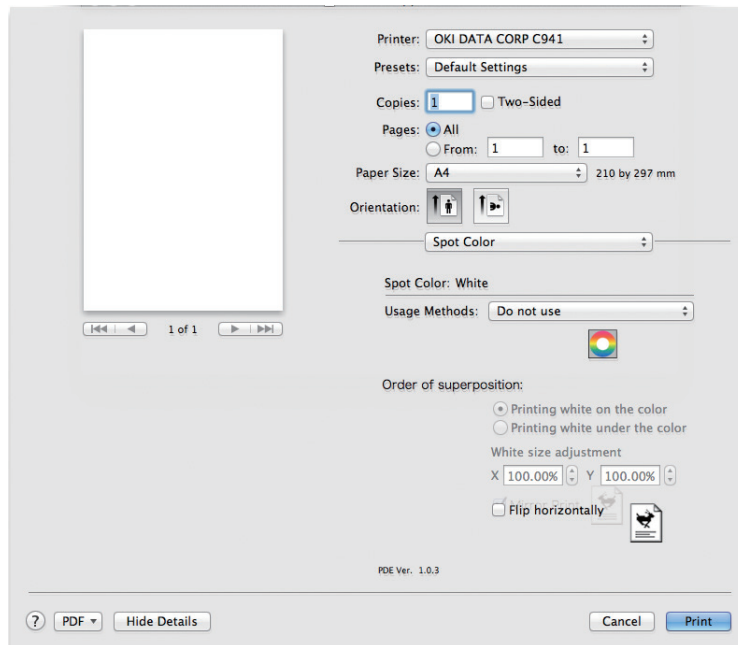 Printer: OKI DATA CORP C941
Presets: Default Settings
Copies: 1 Two-Sided
Pages: All
From: 1 to: 1
Paper Size: A4 210 by 297 mm
Orientation:
Spot Color
Spot Color: White
Usage Methods: Do not use
1 of 1
Order of superposition:
Printing white on the color
Printing white under the color
White size adjustment
X 100.00% Y 100.00%
Mirror Print
Flip horizontally
PDE Ver. 1.0.3
? PDF Hide Details Cancel Print